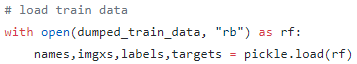 # load train data
with open(dumped_train_data, "rb") as rf:
    names,imgxs,labels,targets = pickle.load(rf)